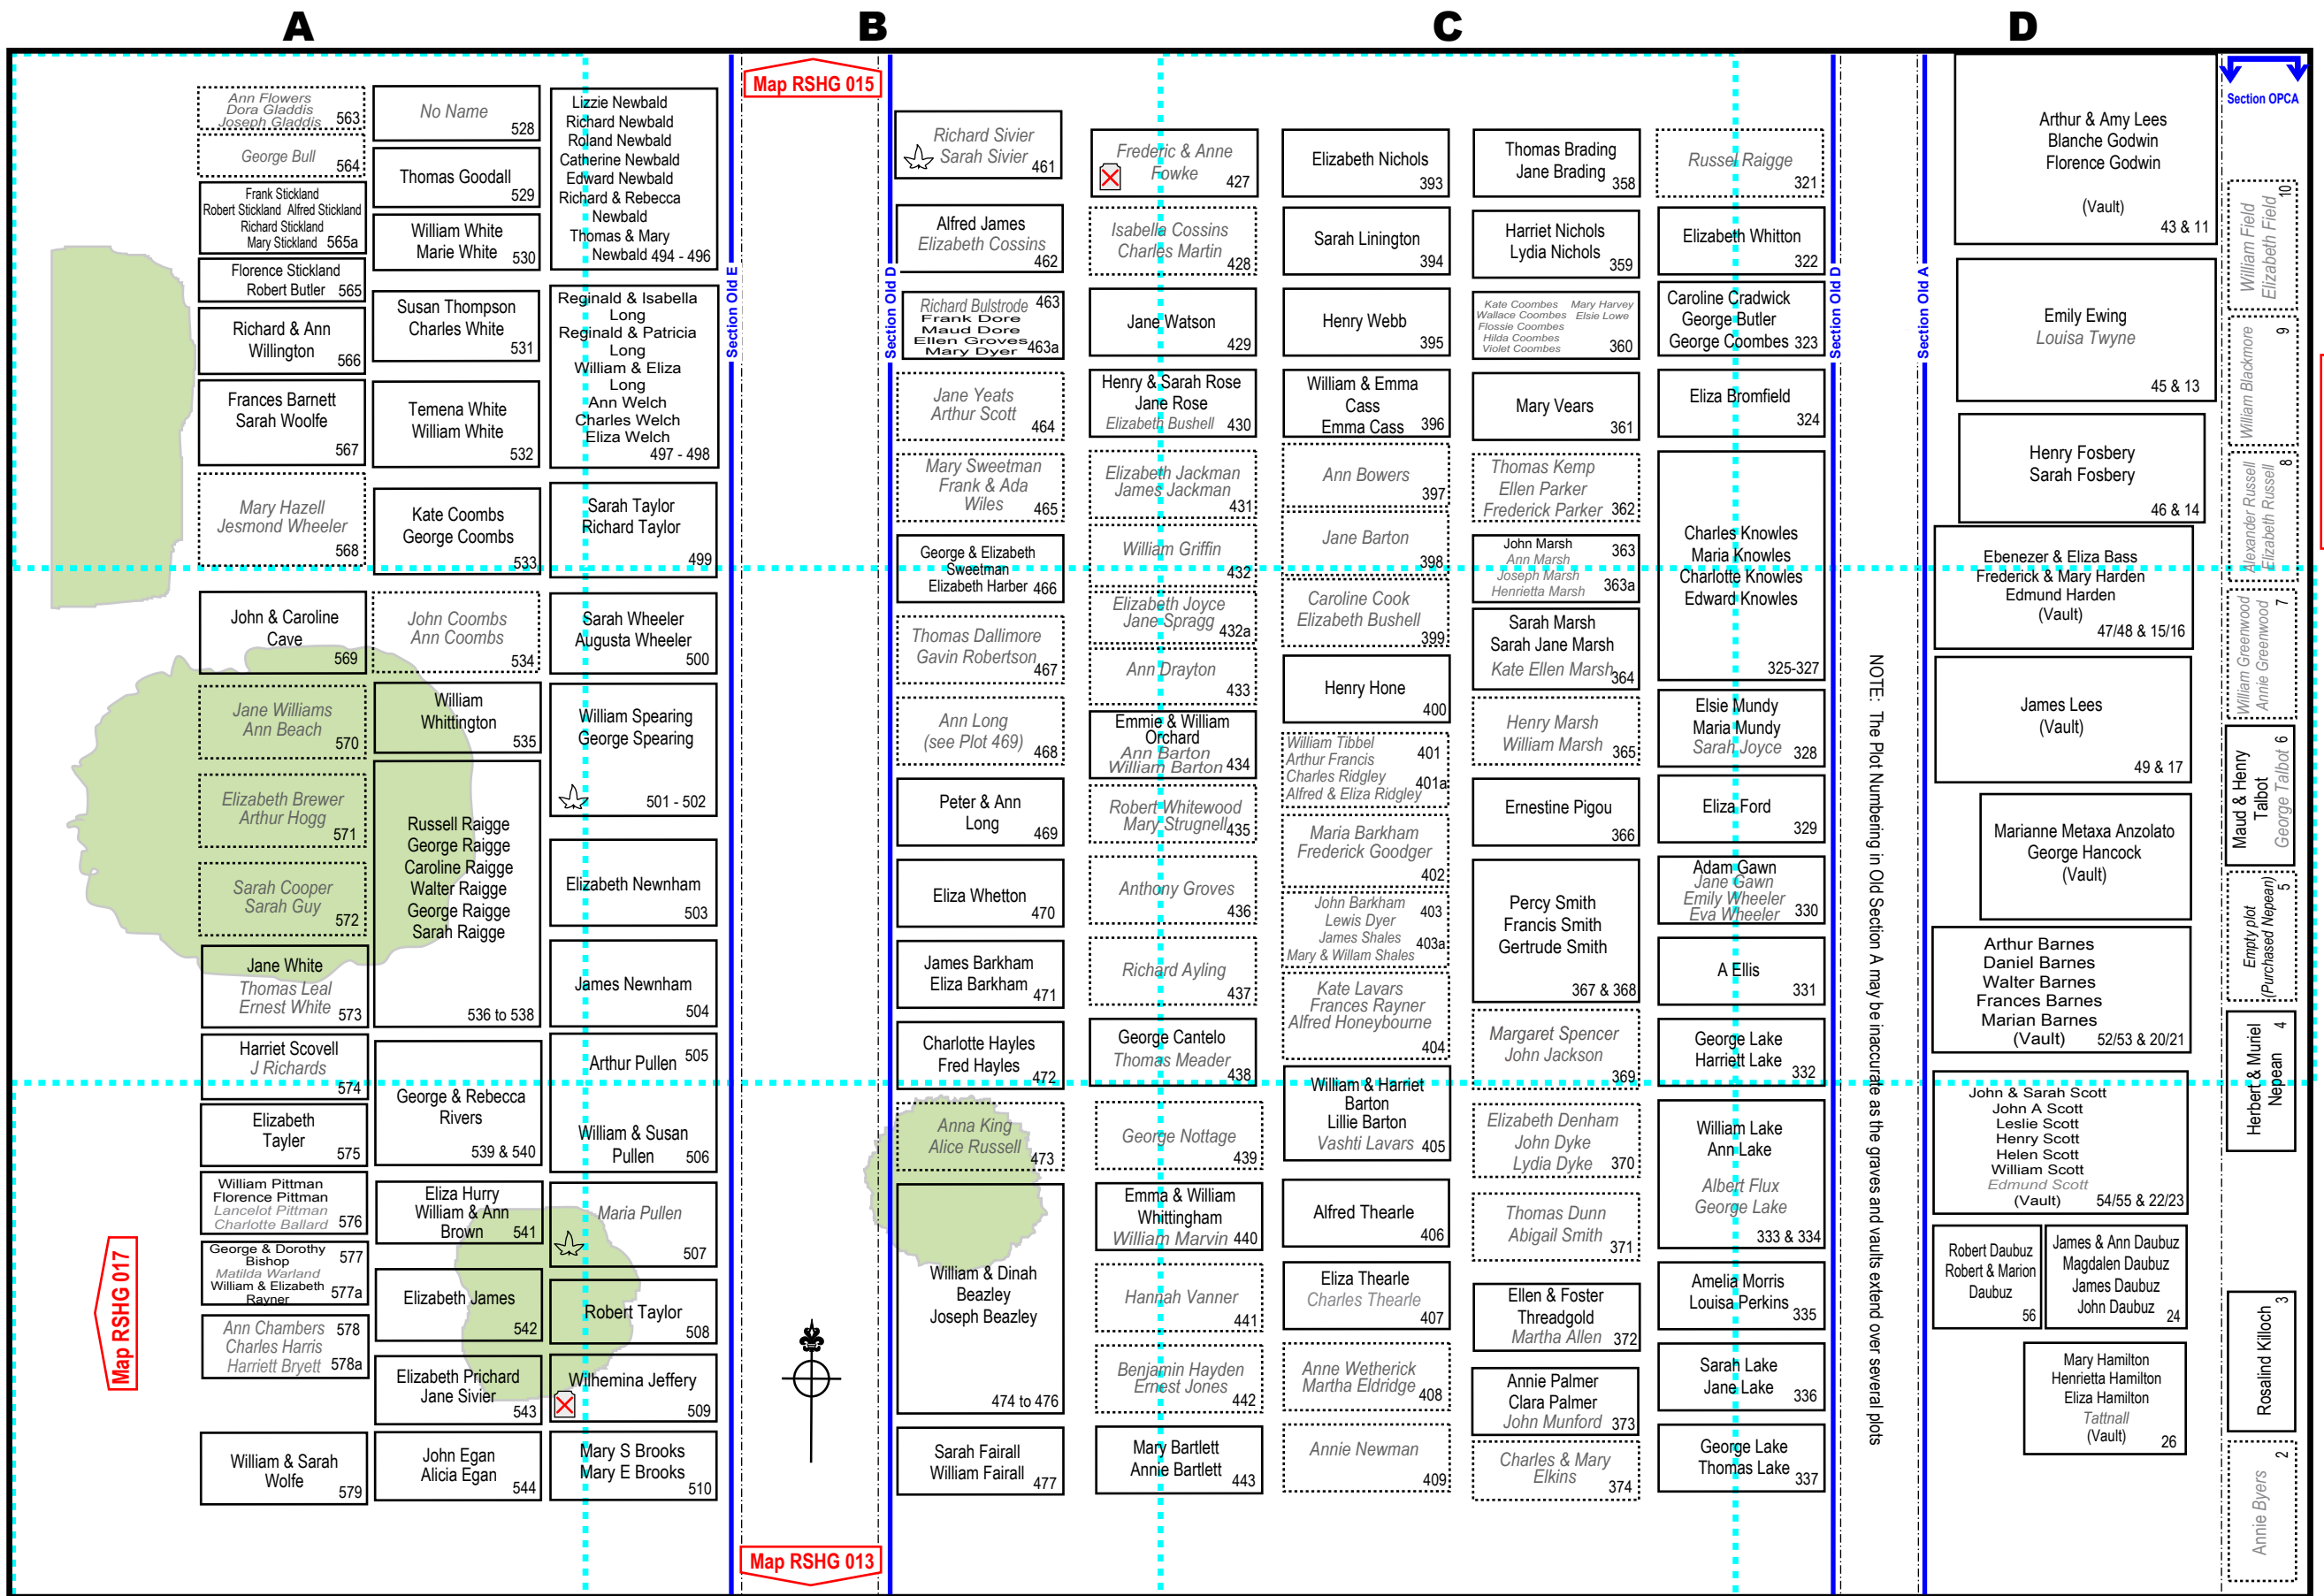 A
B
C
D
Map RSHG 015
Section OPCA
Ann Flowers
Dora Gladdis
Joseph Gladdis 563
George Bull
564
Frank Stickland
Robert Stickland Alfred Stickland
Richard Stickland
Mary Stickland 565a
Florence Stickland
Robert Butler 565
Richard & Ann
Willington
566
Frances Barnett
Sarah Woolfe
567
Mary Hazell
Jesmond Wheeler
568
John & Caroline
Cave
569
Jane Williams
Ann Beach
570
Elizabeth Brewer
Arthur Hogg
571
Sarah Cooper
Sarah Guy
572
Jane White
Thomas Leal
Ernest White 573
Harriet Scovell
J Richards
574
Elizabeth
Tayler
575
William Pittman
Florence Pittman
Lancelot Pittman
Charlotte Ballard 576
George & Dorothy 577
Bishop
Matilda Warland
William & Elizabeth
Rayner 577a
Ann Chambers 578
Charles Harris
Harriett Bryett 578a
William & Sarah
Wolfe
579
No Name
528
Thomas Goodall
529
William White
Marie White 530
Susan Thompson
Charles White
531
Temena White
William White
532
Kate Coombs
George Coombs
533
John Coombs
Ann Coombs
534
William
Whittington
535
Russell Raigge
George Raigge
Caroline Raigge
Walter Raigge
George Raigge
Sarah Raigge
536 to 538
George & Rebecca
Rivers
539 & 540
Eliza Hurry
William & Ann
Brown 541
Elizabeth James
542
Elizabeth Prichard
Jane Sivier
543
John Egan
Alicia Egan
544
Lizzie Newbald
Richard Newbald
Roland Newbald
Catherine Newbald
Edward Newbald
Richard & Rebecca
Newbald
Thomas & Mary
Newbald 494 - 496
Reginald & Isabella
Long
Reginald & Patricia
Long
William & Eliza
Long
Ann Welch
Charles Welch
Eliza Welch
497 - 498
Sarah Taylor
Richard Taylor
499
Sarah Wheeler
Augusta Wheeler
500
William Spearing
George Spearing
501 - 502
Elizabeth Newnham
503
James Newnham
504
Arthur Pullen 505
William & Susan
Pullen 506
Maria Pullen
507
Robert Taylor
508
Wilhemina Jeffery
509
Mary S Brooks
Mary E Brooks
510
Section Old E
Section Old D
Richard Sivier
Sarah Sivier
461
Alfred James
Elizabeth Cossins
462
Richard Bulstrode 463
Frank Dore
Maud Dore
Ellen Groves
Mary Dyer 463a
Jane Yeats
Arthur Scott
464
Mary Sweetman
Frank & Ada
Wiles 465
George & Elizabeth
Sweetman
Elizabeth Harber 466
Thomas Dallimore
Gavin Robertson
467
Ann Long
(see Plot 469)
468
Peter & Ann
Long
469
Eliza Whetton
470
James Barkham
Eliza Barkham
471
Charlotte Hayles
Fred Hayles
472
Anna King
Alice Russell
473
William & Dinah
Beazley
Joseph Beazley
474 to 476
Sarah Fairall
William Fairall
477
Frederic & Anne
Fowke
427
Isabella Cossins
Charles Martin
428
Jane Watson
429
Henry & Sarah Rose
Jane Rose
Elizabeth Bushell 430
Elizabeth Jackman
James Jackman
431
William Griffin
432
Elizabeth Joyce
Jane Spragg
432a
Ann Drayton
433
Emmie & William
Orchard
Ann Barton
William Barton 434
Robert Whitewood
Mary Strugnell 435
Anthony Groves
436
Richard Ayling
437
George Cantelo
Thomas Meader
438
George Nottage
439
Emma & William
Whittingham
William Marvin 440
Hannah Vanner
441
Benjamin Hayden
Ernest Jones
442
Mary Bartlett
Annie Bartlett
443
Elizabeth Nichols
393
Sarah Linington
394
Henry Webb
395
William & Emma
Cass
Emma Cass 396
Ann Bowers
397
Jane Barton
398
Caroline Cook
Elizabeth Bushell
399
Henry Hone
400
William Tibbel 401
Arthur Francis
Charles Ridgley 401a
Alfred & Eliza Ridgley
Maria Barkham
Frederick Goodger
402
John Barkham 403
Lewis Dyer
James Shales 403a
Mary & Willam Shales
Kate Lavars
Frances Rayner
Alfred Honeybourne
404
William & Harriet
Barton
Lillie Barton
Vashti Lavars 405
Alfred Thearle
406
Eliza Thearle
Charles Thearle
407
Anne Wetherick
Martha Eldridge
408
Annie Newman
409
Thomas Brading
Jane Brading 358
Harriet Nichols
Lydia Nichols
359
Kate Coombes Mary Harvey
Wallace Coombes Elsie Lowe
Flossie Coombes
Hilda Coombes
Violet Coombes 360
Mary Vears
361
Thomas Kemp
Ellen Parker
Frederick Parker 362
John Marsh 363
Ann Marsh
Joseph Marsh 363a
Henrietta Marsh
Sarah Marsh
Sarah Jane Marsh
Kate Ellen Marsh 364
Henry Marsh
William Marsh
365
Ernestine Pigou
366
Percy Smith
Francis Smith
Gertrude Smith
367 & 368
Margaret Spencer
John Jackson
369
Elizabeth Denham
John Dyke
Lydia Dyke 370
Thomas Dunn
Abigail Smith
371
Ellen & Foster
Threadgold
Martha Allen 372
Annie Palmer
Clara Palmer
John Munford 373
Charles & Mary
Elkins
374
Russel Raigge
321
Elizabeth Whitton
322
Caroline Cradwick
George Butler
George Coombes 323
Eliza Bromfield
324
Charles Knowles
Maria Knowles
Charlotte Knowles
Edward Knowles
325-327
Elsie Mundy
Maria Mundy
Sarah Joyce 328
Eliza Ford
329
Adam Gawn
Jane Gawn
Emily Wheeler
Eva Wheeler 330
A Ellis
331
George Lake
Harriett Lake
332
William Lake
Ann Lake
Albert Flux
George Lake
333 & 334
Amelia Morris
Louisa Perkins
335
Sarah Lake
Jane Lake
336
George Lake
Thomas Lake
337
Section Old D
Section Old A
NOTE: The Plot Numbering in Old Section A may be inaccurate as the graves and vaults extend over several plots
Arthur & Amy Lees
Blanche Godwin
Florence Godwin
(Vault)
43 & 11
Emily Ewing
Louisa Twyne
45 & 13
Henry Fosbery
Sarah Fosbery
46 & 14
Ebenezer & Eliza Bass
Frederick & Mary Harden
Edmund Harden
(Vault)
47/48 & 15/16
James Lees
(Vault)
49 & 17
Marianne Metaxa Anzolato
George Hancock
(Vault)
Arthur Barnes
Daniel Barnes
Walter Barnes
Frances Barnes
Marian Barnes
(Vault) 52/53 & 20/21
John & Sarah Scott
John A Scott
Leslie Scott
Henry Scott
Helen Scott
William Scott
Edmund Scott
(Vault) 54/55 & 22/23
Robert Daubuz
Robert & Marion
Daubuz
56
James & Ann Daubuz
Magdalen Daubuz
James Daubuz
John Daubuz
24
Mary Hamilton
Henrietta Hamilton
Eliza Hamilton
Tattnall
(Vault)
26
William Field 10
Elizabeth Field
William Blackmore 9
Alexander Russell 8
Elizabeth Russell
William Greenwood 7
Annie Greenwood
Maud & Henry
Talbot 6
George Talbot
Empty plot 5
(Purchased Nepean)
Herbert & Muriel 4
Nepean
Rosalind Killoch 3
Annie Byers 2
Map RSHG 017
Map RSHG 013